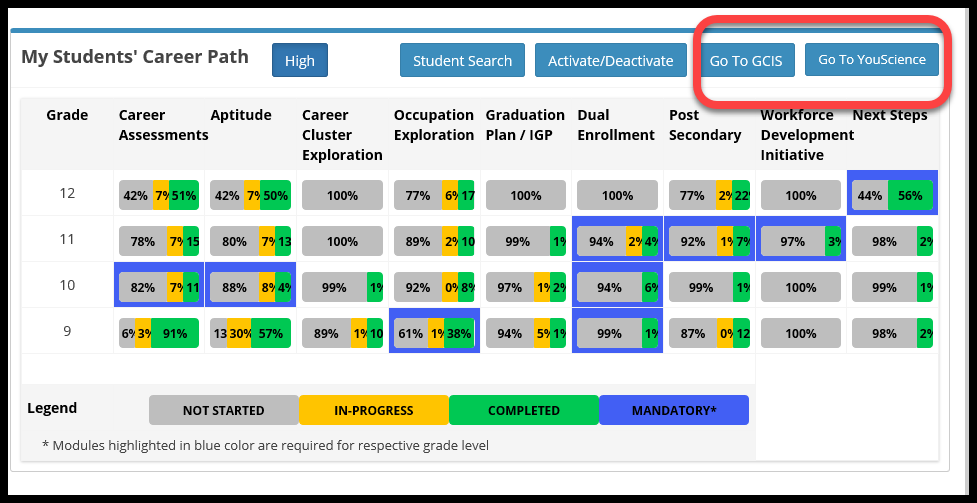 My Students' Career Path High Student Search Activate/Deactivate Go To GCIS Go To YouScience
Grade Career Assessments Aptitude Career Cluster Exploration Occupation Exploration Graduation Plan / IGP Dual Enrollment Post Secondary Workforce Development Initiative Next Steps
12 42% 7% 51% 42% 7% 50% 100% 77% 6% 17 100% 100% 77% 2% 22 100% 44% 56%
11 78% 7% 15 80% 7% 13 100% 89% 2% 10 99% 1% 94% 2% 4% 92% 1% 7% 97% 3% 98% 2%
10 82% 7% 11 88% 8% 4% 99% 1% 92% 0% 8% 97% 1% 2% 94% 6% 99% 1% 100% 99% 1%
9 6% 3% 91% 13 30% 57% 89% 1% 10 61% 1% 38% 94% 5% 1% 99% 1% 87% 0% 12 100% 98% 2%
Legend NOT STARTED IN-PROGRESS COMPLETED MANDATORY*
* Modules highlighted in blue color are required for respective grade level